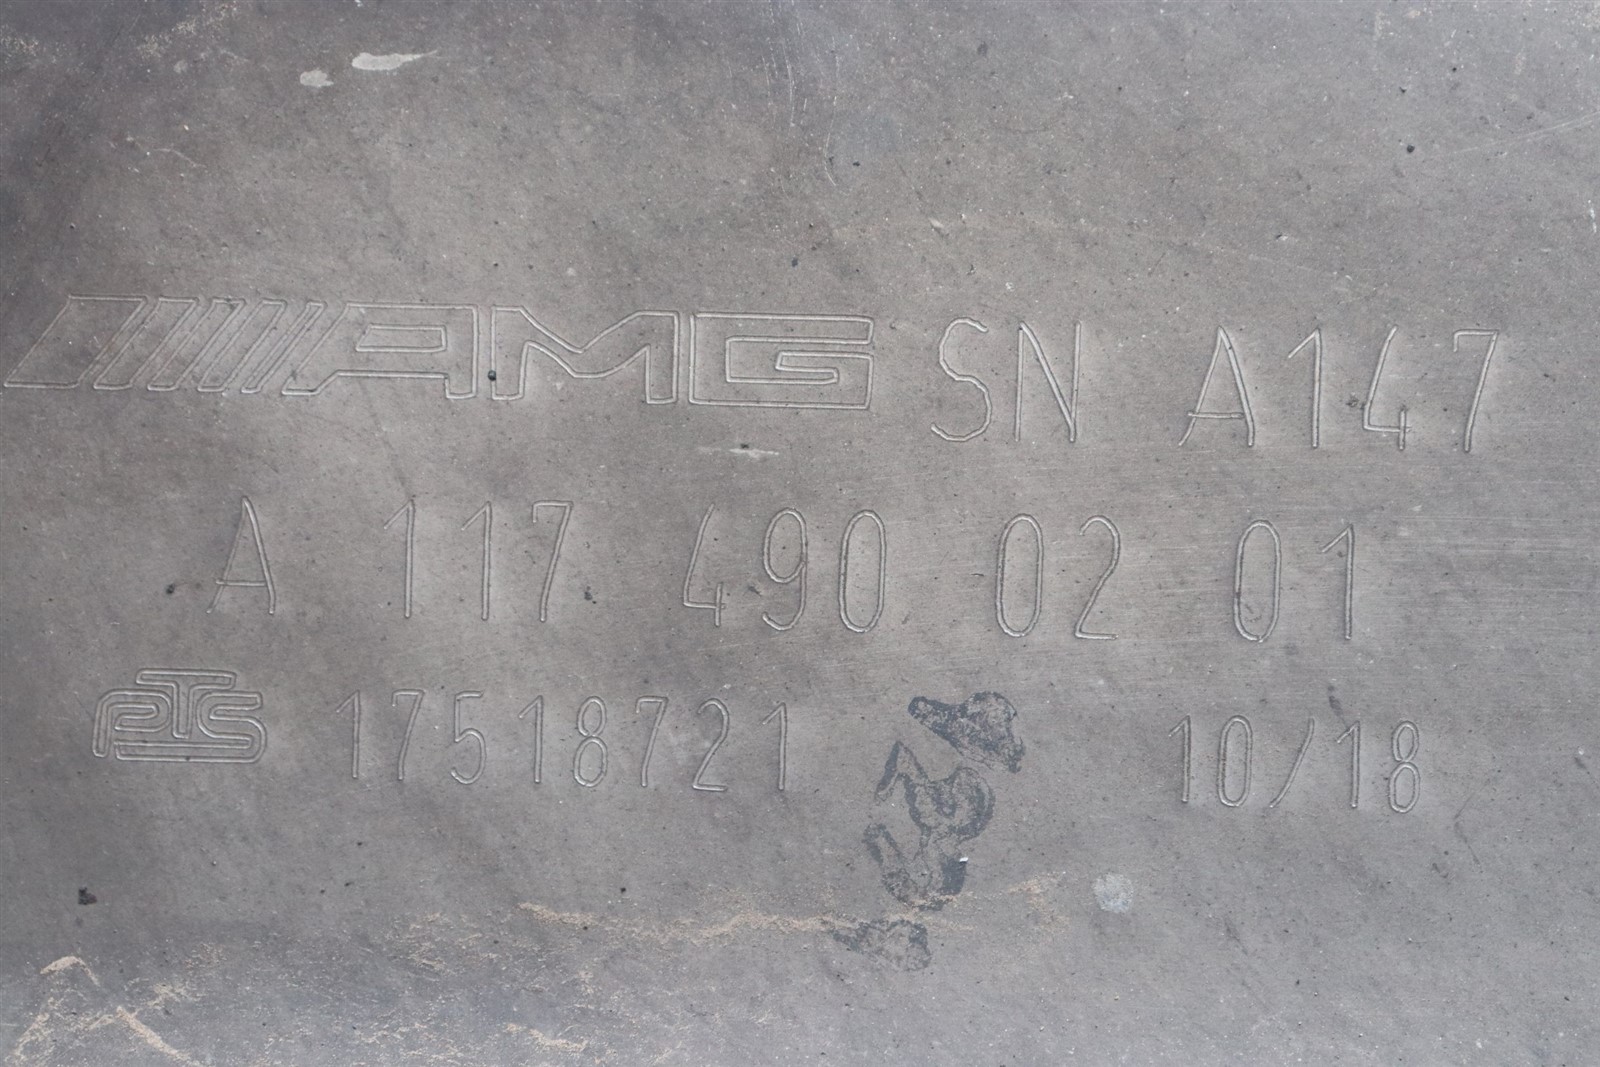 AMG SN A147
A 117 490 02 01
PTS 17518721 10/18